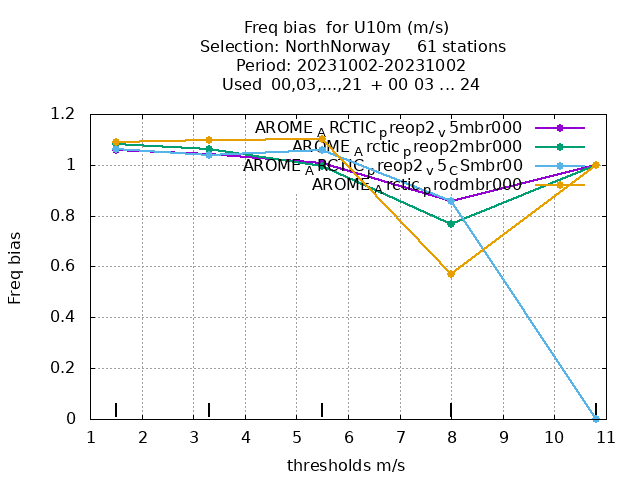 Freq bias  for U10m (m/s)
Selection: NorthNorway     61 stations
Period: 20231002-20231002
Used  00,03,...,21  + 00 03 ... 24
AROME_ARCTIC_preop2_v5mbr000
AROME_Arctic_preop2mbr000
AROME_ARCTIC_preop2_v5_CSmbr00
AROME_Arctic_prodmbr000
1.2
1
0.8
0.6
0.4
0.2
0
Freq bias
1 2 3 4 5 6 7 8 9 10 11
thresholds m/s